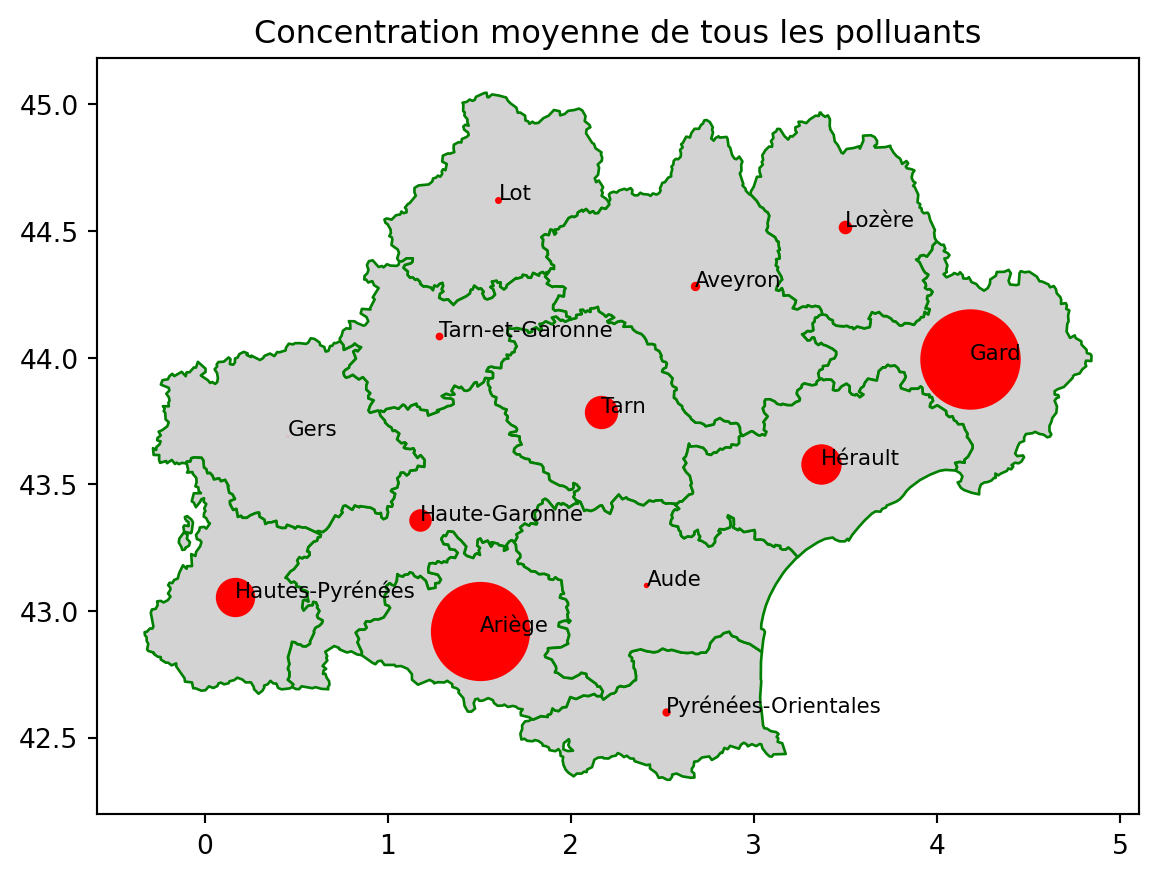 Concentration moyenne de tous les polluants
45.0
44.5
44.0
43.5
43.0
42.5
Lot
Lozère
Aveyron
Tarn-et-Garonne
Gard
Tarn
Gers
Hérault
Haute-Garonne
Aude
Hautes-Pyrénées
Ariège
Pyrénées-Orientales
0 1 2 3 4 5